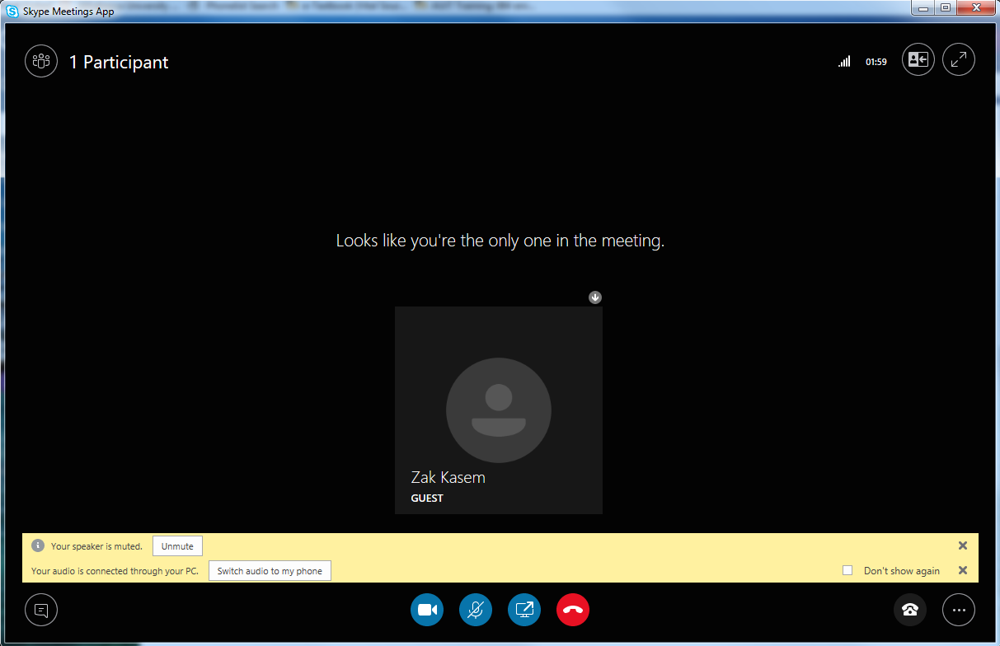 Skype Meetings App
1 Participant
01:59
Looks like you're the only one in the meeting.
Zak Kasem
GUEST
Your speaker is muted. Unmute
Your audio is connected through your PC. Switch audio to my phone Don't show again